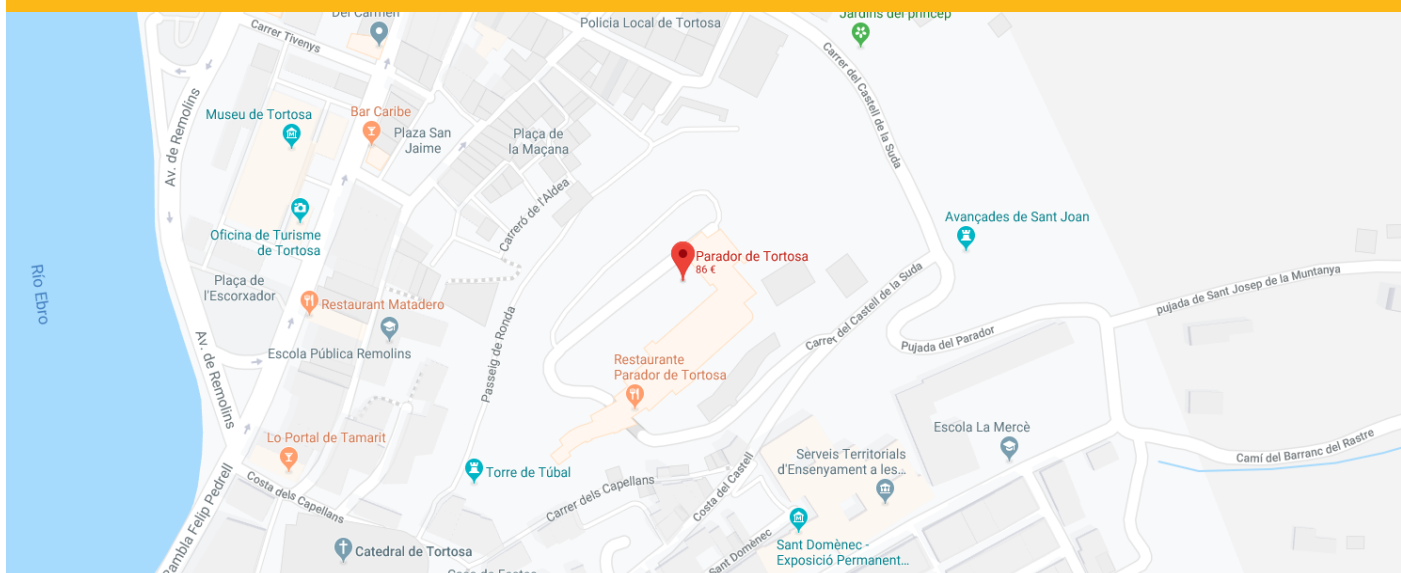 Del Carmen
Policia Local de Tortosa
Jardins del príncep
Carrer Tivenys
Carrer del Castell de la Suda
Av. de Remolins
Museu de Tortosa
Bar Caribe
Plaza San
Jaime
Plaça de
la Maçana
Carreró de l'Aldea
Oficina de Turisme
de Tortosa
Avançades de Sant Joan
Parador de Tortosa
86 €
Río Ebro
Plaça de
l'Escorxador
Restaurant Matadero
Escola Pública Remolins
Av. de Remolins
Passeig de Ronda
Carrer del Castell de la Suda
Pujada del Parador
pujada de Sant Josep de la Muntanya
Restaurante
Parador de Tortosa
Lo Portal de Tamarit
Escola La Mercè
Serveis Territorials
d'Ensenyament a les...
Camí del Barranc del Rastre
Torre de Túbal
Costa dels Capellans
Carrer dels Capellans
Costa del Castell
Rambla Felip Pedrell
Catedral de Tortosa
Sant Domènec
Sant Domènec -
Exposició Permanent...